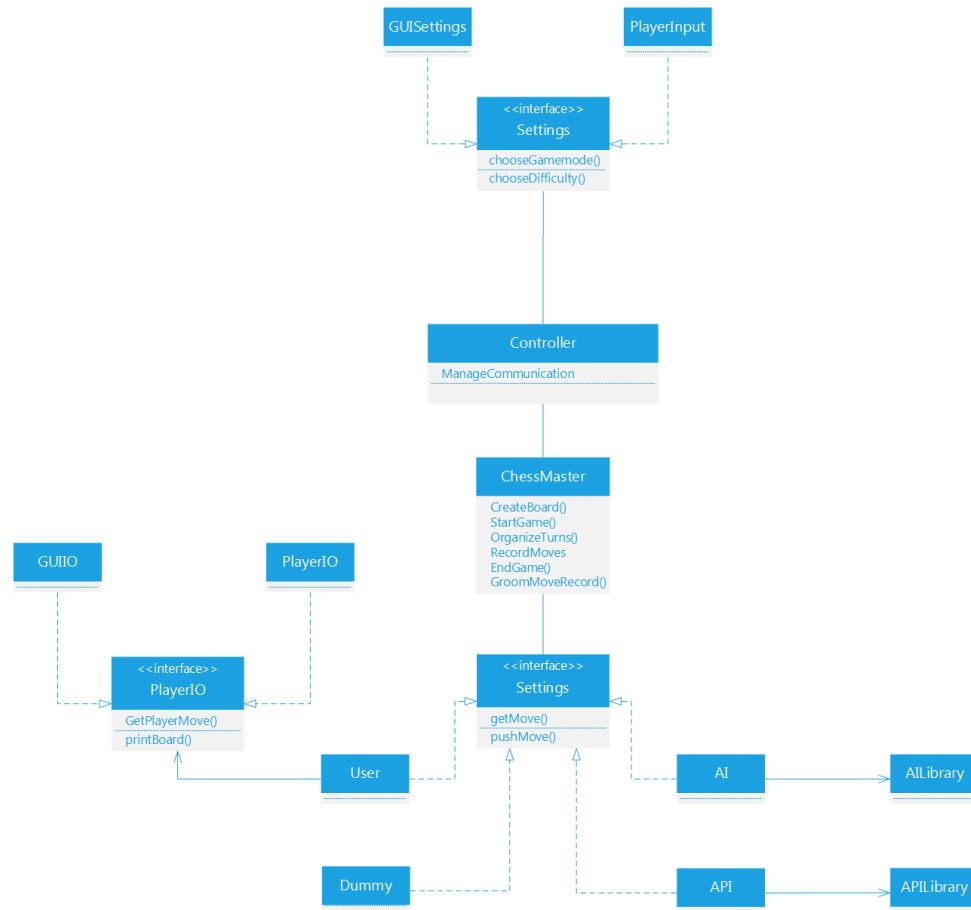 GUISettings
PlayerInput
<<interface>>
Settings
chooseGamemode()
chooseDifficulty()
Controller
ManageCommunication
ChessMaster
CreateBoard()
StartGame()
OrganizeTurns()
RecordMoves
EndGame()
GroomMoveRecord()
GUIIO
PlayerIO
<<interface>>
PlayerIO
GetPlayerMove()
printBoard()
<<interface>>
Settings
getMove()
pushMove()
User
AI
AILibrary
Dummy
API
APILibrary